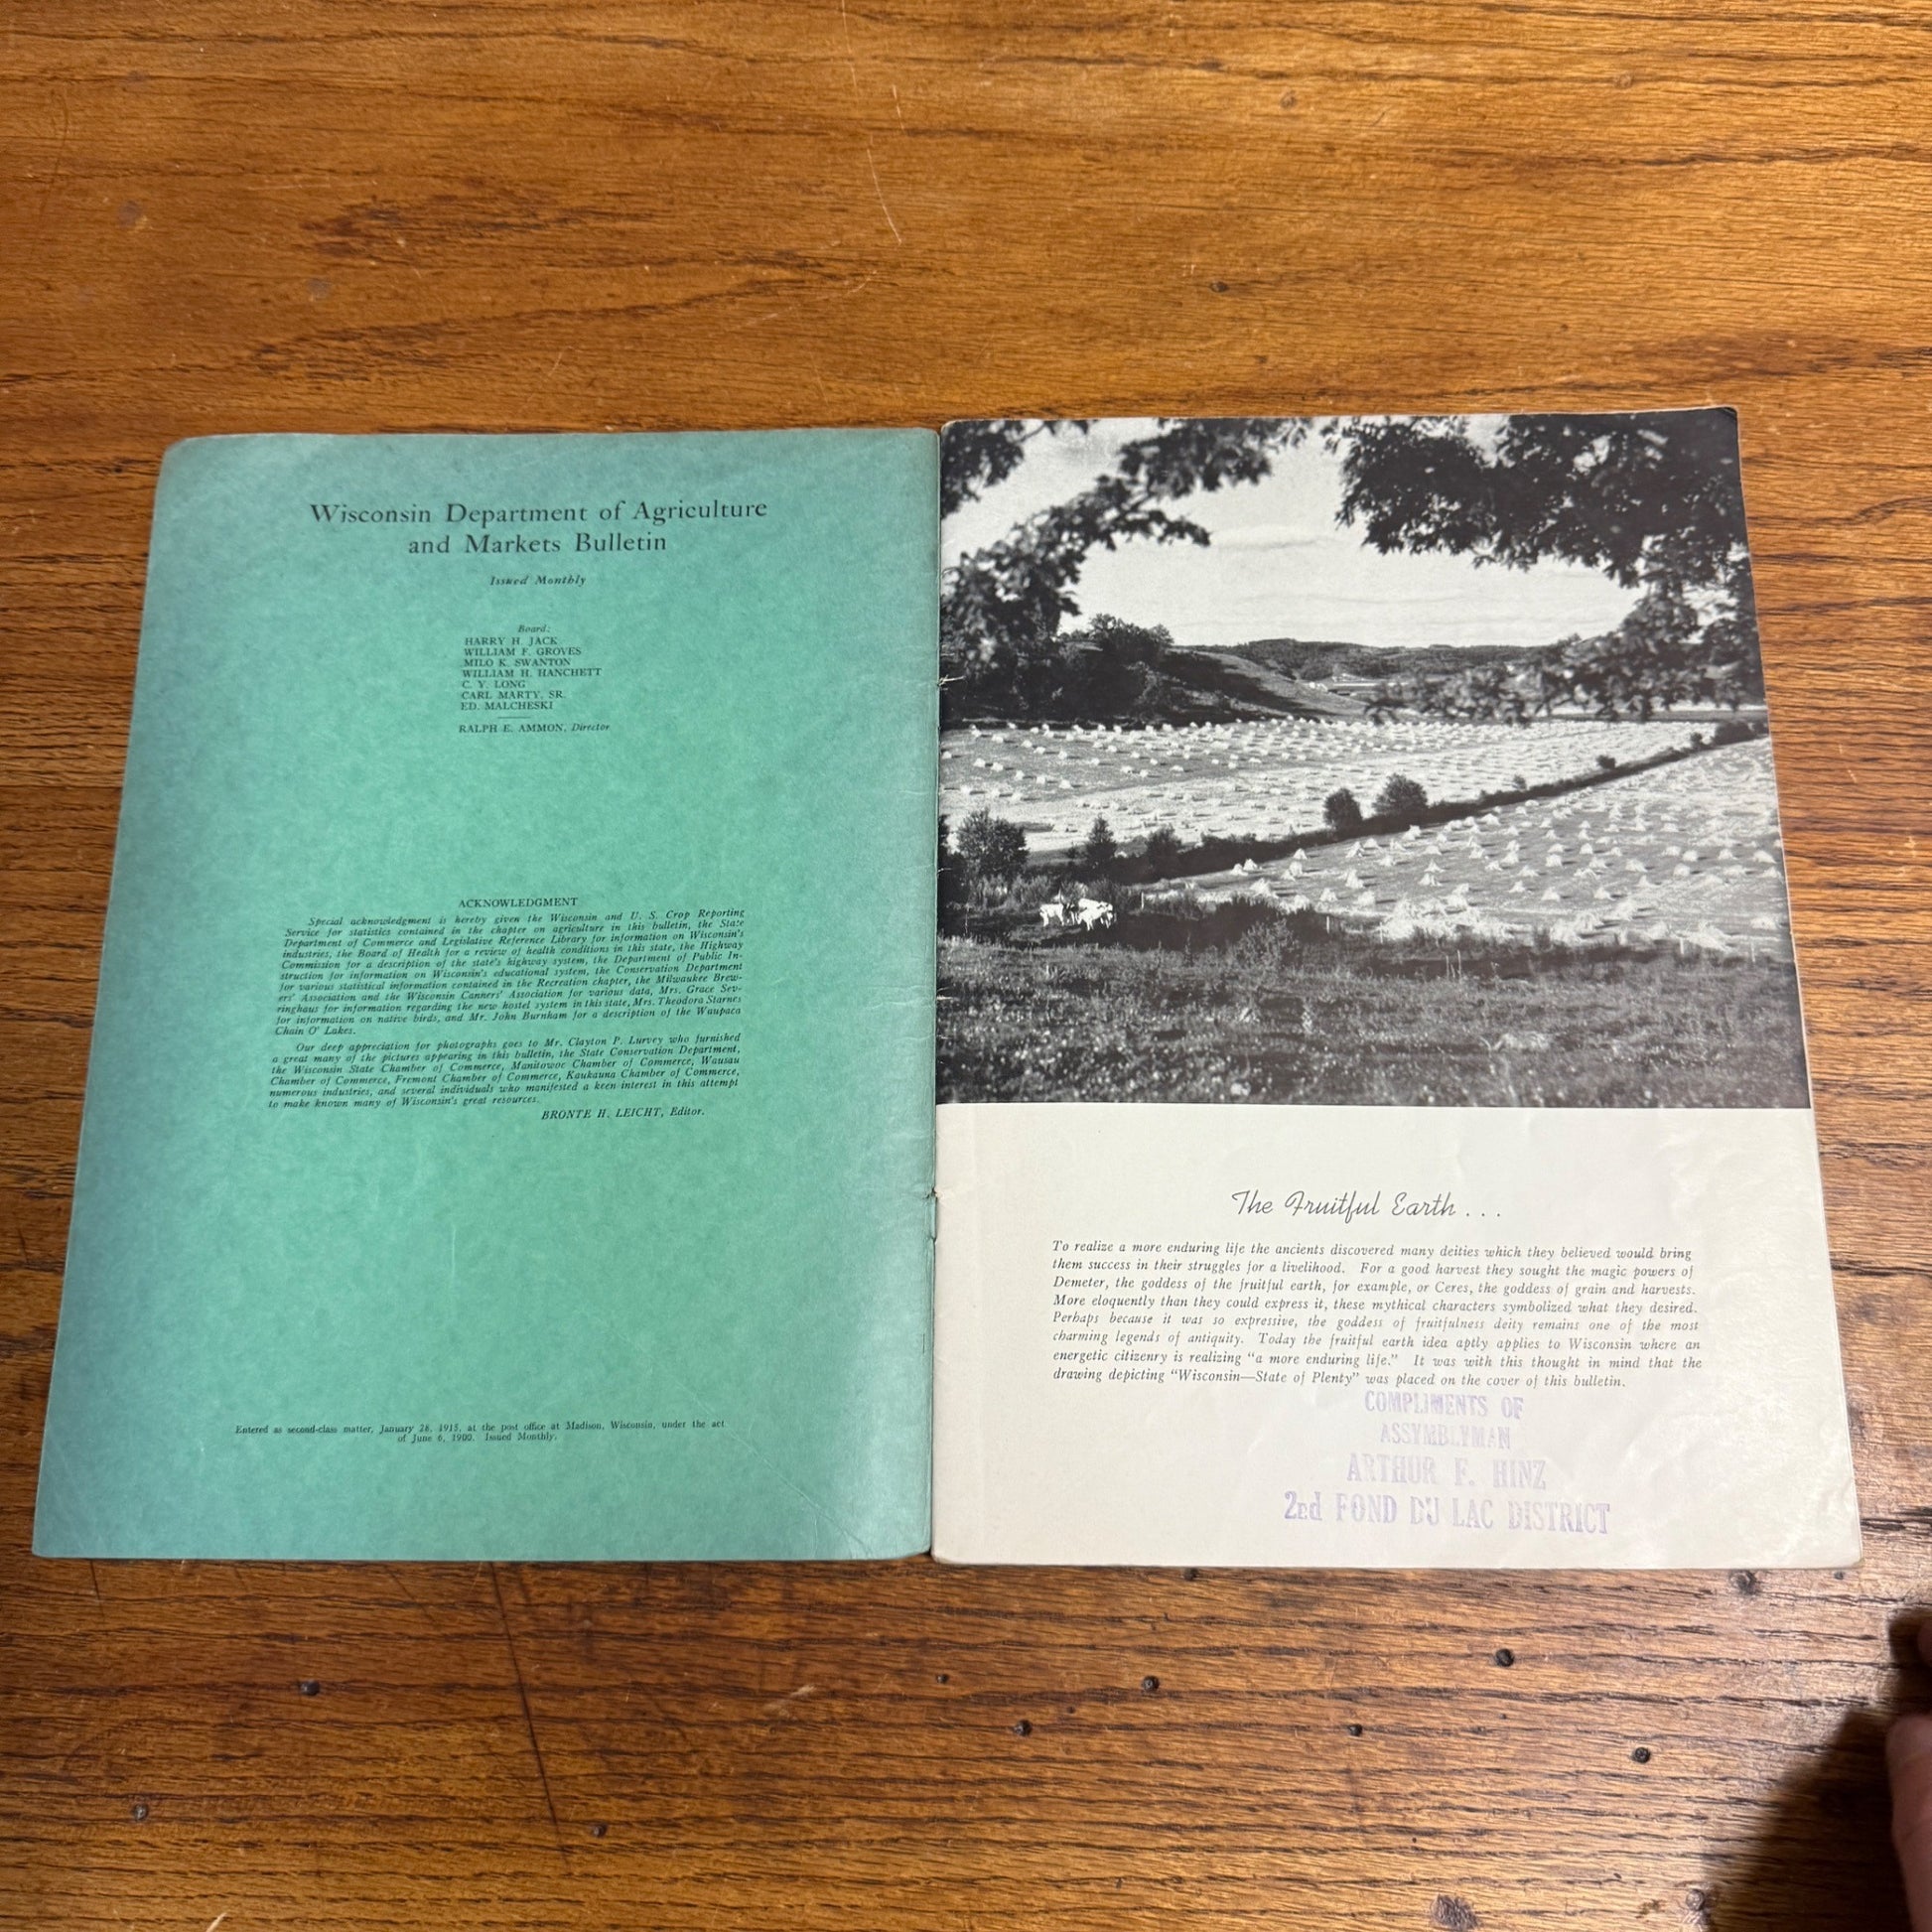 Wisconsin Department of Agriculture
and Markets Bulletin
Issued Monthly
Board:
HARRY H. JACK
WILLIAM F. GROVES
MILO K. SWANTON
WILLIAM H. HANCHETT
C. Y. LONG
CARL MARTY, SR.
ED. MALCHESKI
RALPH E. AMMON, Director
ACKNOWLEDGMENT
Special acknowledgment is hereby given the Wisconsin and U. S. Crop Reporting
Service for statistics contained in the chapter on agriculture in this bulletin, the State
Department of Commerce and Legislative Reference Library for information on Wisconsin's
industries, the Board of Health for a review of health conditions in this state, the Highway
Commission for a description of the state's highway system, the Department of Public In-
struction for information on Wisconsin's educational system, the Conservation Department
for various statistical information contained in the Recreation chapter, the Milwaukee Brew-
ers' Association and the Wisconsin Canners' Association for various data, Mrs. Grace Sev-
ringhaus for information regarding the new hostel system in this state, Mrs. Theodora Starnes
for information on native birds, and Mr. John Burnham for a description of the Waupaca
Chain O' Lakes.
Our deep appreciation for photographs goes to Mr. Clayton P. Lurvey who furnished
a great many of the pictures appearing in this bulletin, the State Conservation Department,
the Wisconsin State Chamber of Commerce, Manitowoc Chamber of Commerce, Wausau
Chamber of Commerce, Fremont Chamber of Commerce, Kaukauna Chamber of Commerce,
numerous industries, and several individuals who manifested a keen interest in this attempt
to make known many of Wisconsin's great resources.
BRONTE H. LEICHT, Editor.
Entered as second-class matter, January 28, 1915, at the post office at Madison, Wisconsin, under the act
of June 6, 1900. Issued Monthly.
The Fruitful Earth . . .
To realize a more enduring life the ancients discovered many deities which they believed would bring
them success in their struggles for a livelihood. For a good harvest they sought the magic powers of
Demeter, the goddess of the fruitful earth, for example, or Ceres, the goddess of grain and harvests.
More eloquently than they could express it, these mythical characters symbolized what they desired.
Perhaps because it was so expressive, the goddess of fruitfulness deity remains one of the most
charming legends of antiquity. Today the fruitful earth idea aptly applies to Wisconsin where an
energetic citizenry is realizing "a more enduring life." It was with this thought in mind that the
drawing depicting "Wisconsin—State of Plenty" was placed on the cover of this bulletin.
COMPLIMENTS OF
ASSYMBLYMAN
ARTHUR F. HINZ
2nd FOND DU LAC DISTRICT